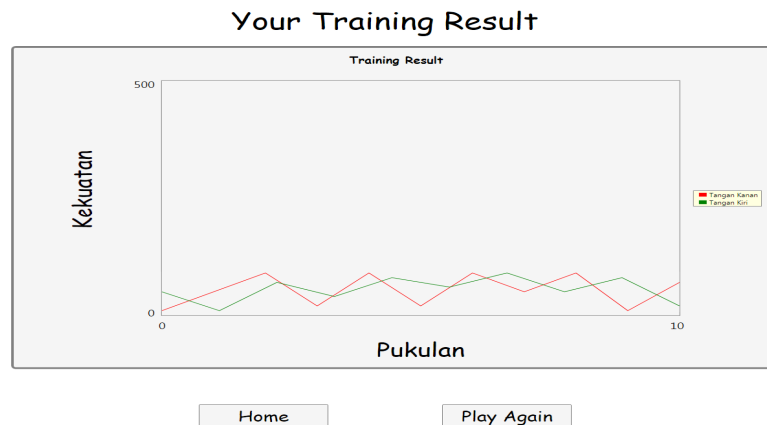 Your Training Result
Training Result
500
Kekuatan
Tangan Kanan
Tangan Kiri
0
0
10
Pukulan
Home
Play Again